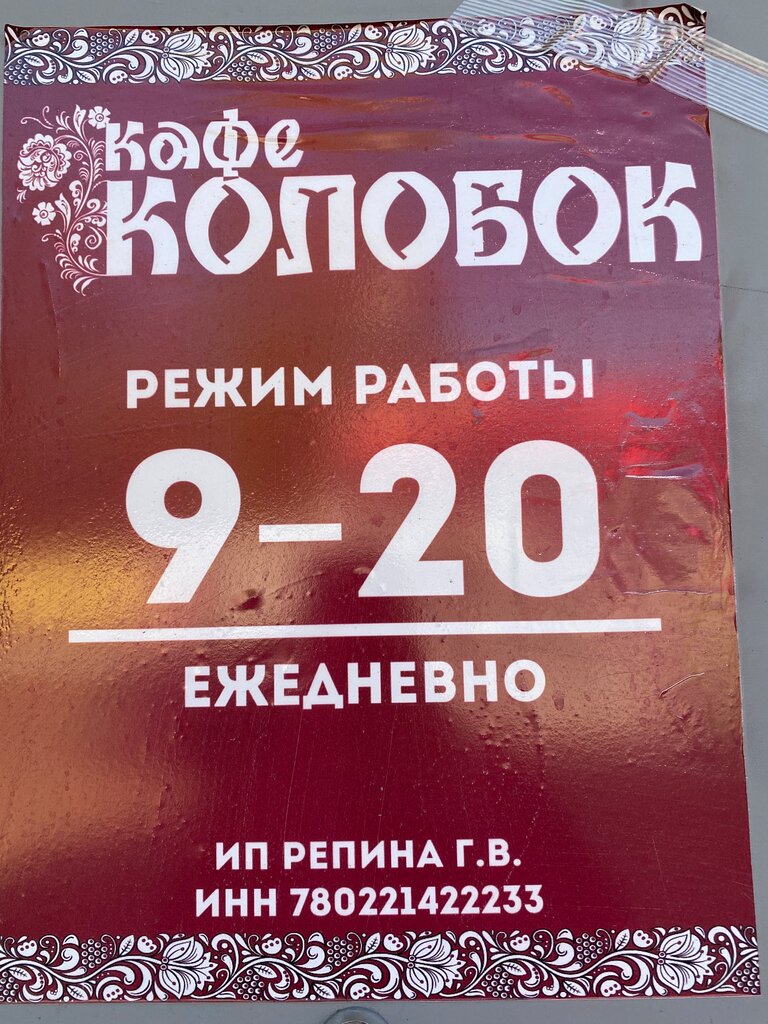 кафе
КОЛОБОК
РЕЖИМ РАБОТЫ
9–20
ЕЖЕДНЕВНО
ИП РЕПИНА Г.В.
ИНН 780221422233